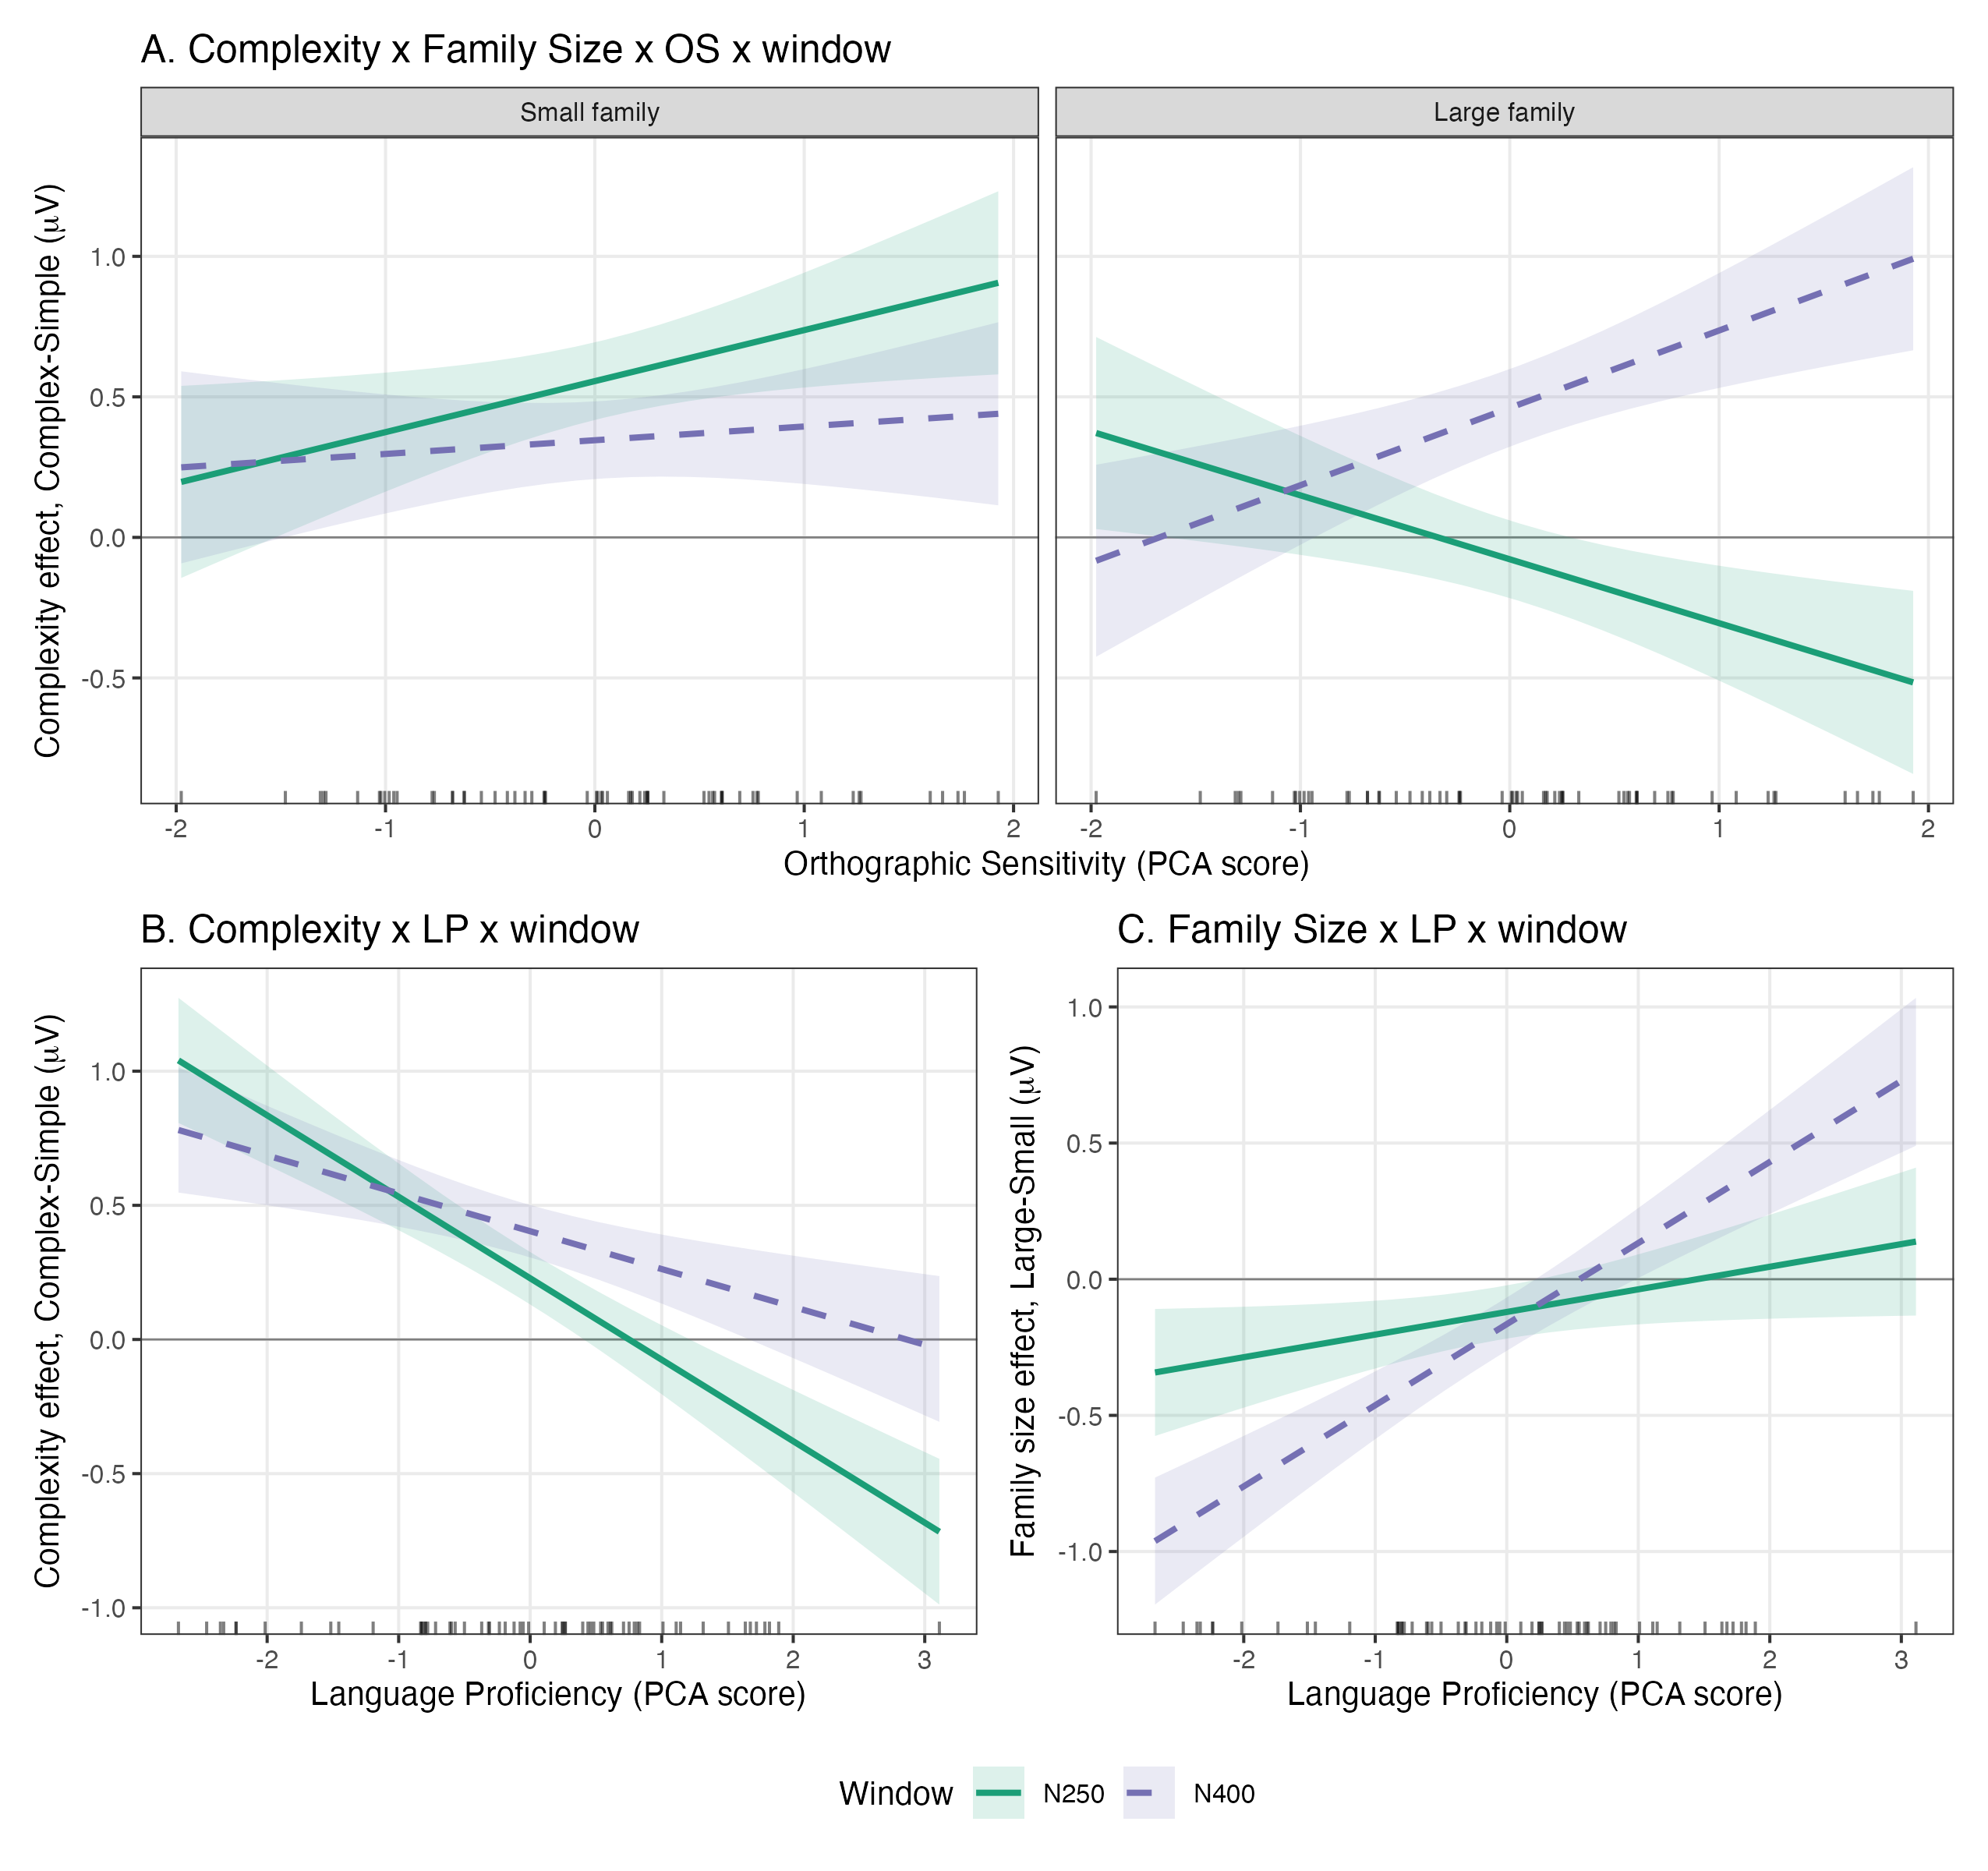 A. Complexity x Family Size x OS x window
Small family
Large family
Complexity effect, Complex-Simple (μV)
1.0
0.5
0.0
-0.5
-2 -1 0 1 2
-2 -1 0 1 2
Orthographic Sensitivity (PCA score)
B. Complexity x LP x window
Complexity effect, Complex-Simple (μV)
1.0
0.5
0.0
-0.5
-1.0
-2 -1 0 1 2 3
Language Proficiency (PCA score)
C. Family Size x LP x window
Family size effect, Large-Small (μV)
1.0
0.5
0.0
-0.5
-1.0
-2 -1 0 1 2 3
Language Proficiency (PCA score)
Window N250 N400